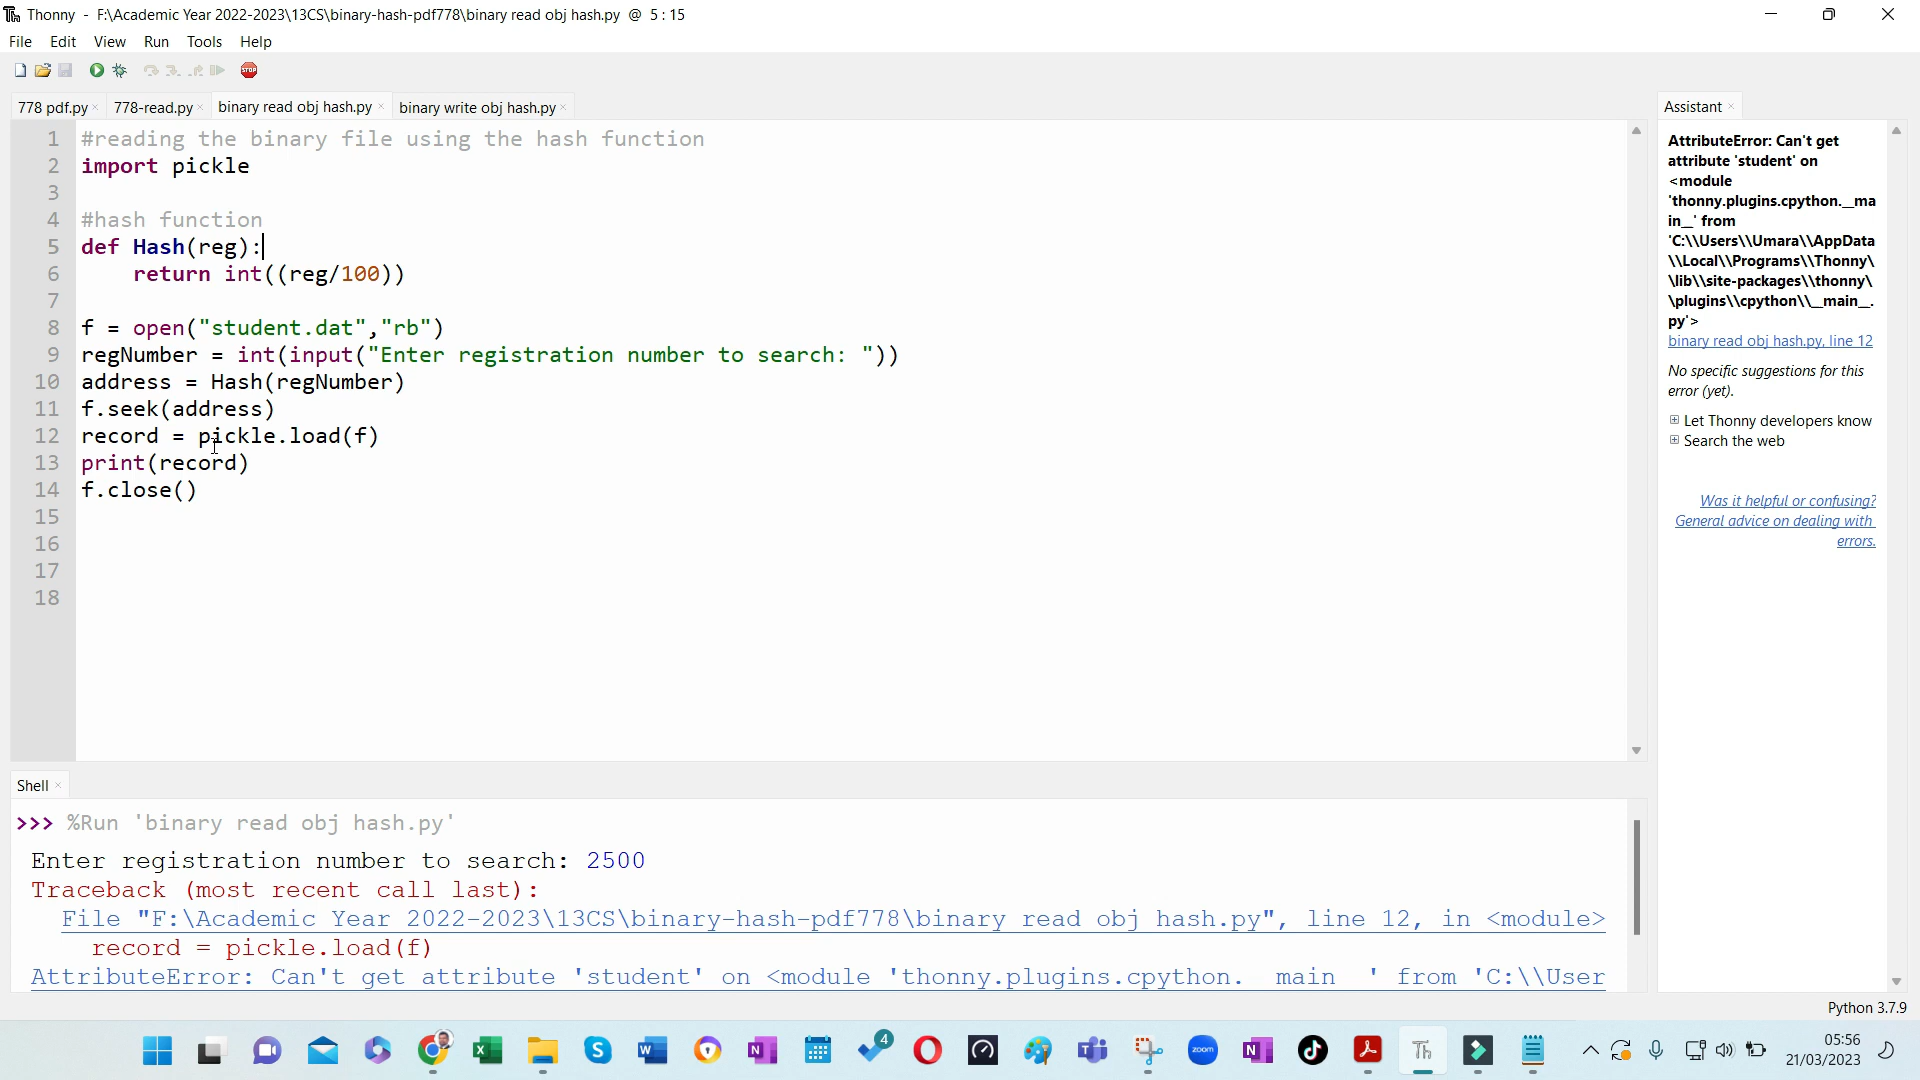 Thonny - F:\Academic Year 2022-2023\13CS\binary-hash-pdf778\binary read obj hash.py @ 5 : 15
File Edit View Run Tools Help
778 pdf.py × 778-read.py × binary read obj hash.py × binary write obj hash.py ×
1 #reading the binary file using the hash function
2 import pickle
3
4 #hash function
5 def Hash(reg):
6 return int((reg/100))
7
8 f = open("student.dat","rb")
9 regNumber = int(input("Enter registration number to search: "))
10 address = Hash(regNumber)
11 f.seek(address)
12 record = pickle.load(f)
13 print(record)
14 f.close()
15
16
17
18
Assistant ×
AttributeError: Can't get
attribute 'student' on
<module
'thonny.plugins.cpython.__ma
in__' from
'C:\\Users\\Umara\\AppData
\\Local\\Programs\\Thonny\
\lib\\site-packages\\thonny\
\plugins\\cpython\\__main__.
py'>
binary read obj hash.py, line 12
No specific suggestions for this
error (yet).
Let Thonny developers know
Search the web
Was it helpful or confusing?
General advice on dealing with
errors.
Shell ×
>>> %Run 'binary read obj hash.py'
Enter registration number to search: 2500
Traceback (most recent call last):
File "F:\Academic Year 2022-2023\13CS\binary-hash-pdf778\binary read obj hash.py", line 12, in <module>
record = pickle.load(f)
AttributeError: Can't get attribute 'student' on <module 'thonny.plugins.cpython.__main__' from 'C:\\User
Python 3.7.9
STOP
4
zoom
Th
05:56
21/03/2023